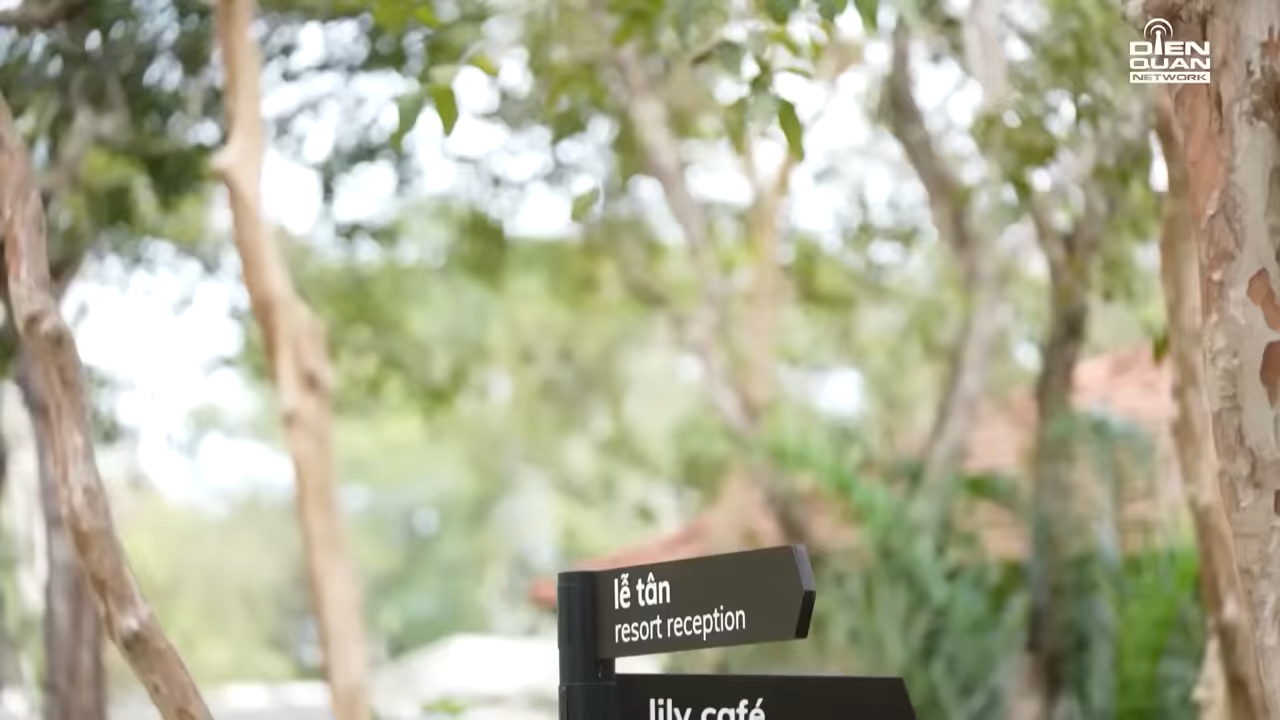 DIEN
QUAN
NETWORK
lễ tân
resort reception
lily café